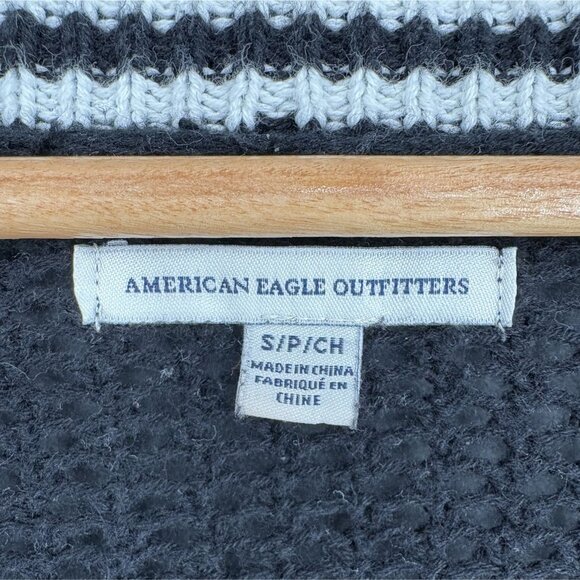 AMERICAN EAGLE OUTFITTERS
S/P/CH
MADE IN CHINA
FABRIQUÉ EN
CHINE